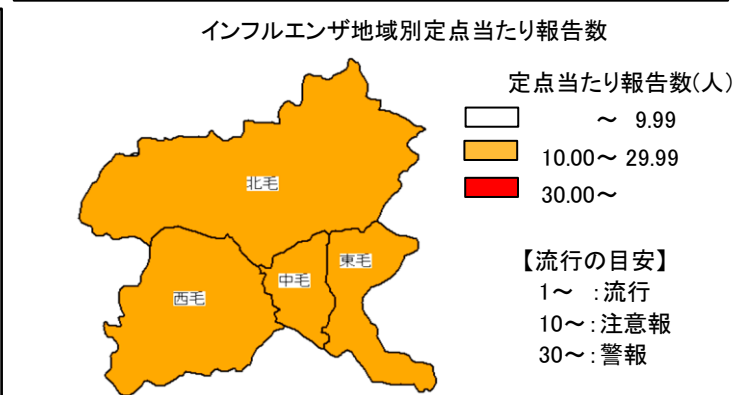 インフルエンザ地域別定点当たり報告数
定点当たり報告数(人)
～ 9.99
10.00～ 29.99
30.00～
北毛
東毛
中毛
西毛
【流行の目安】
1～ :流行
10～:注意報
30～:警報